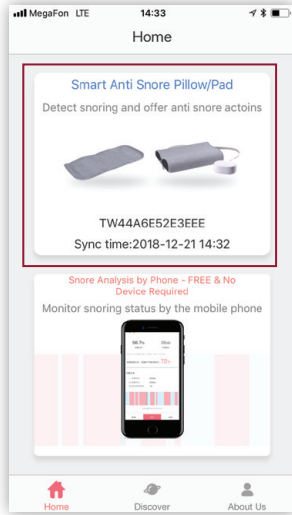 MegaFon LTE 14:33
Home
Smart Anti Snore Pillow/Pad
Detect snoring and offer anti snore actoins
TW44A6E52E3EEE
Sync time:2018-12-21 14:32
Snore Analysis by Phone - FREE & No
Device Required
Monitor snoring status by the mobile phone
Home Discover About Us